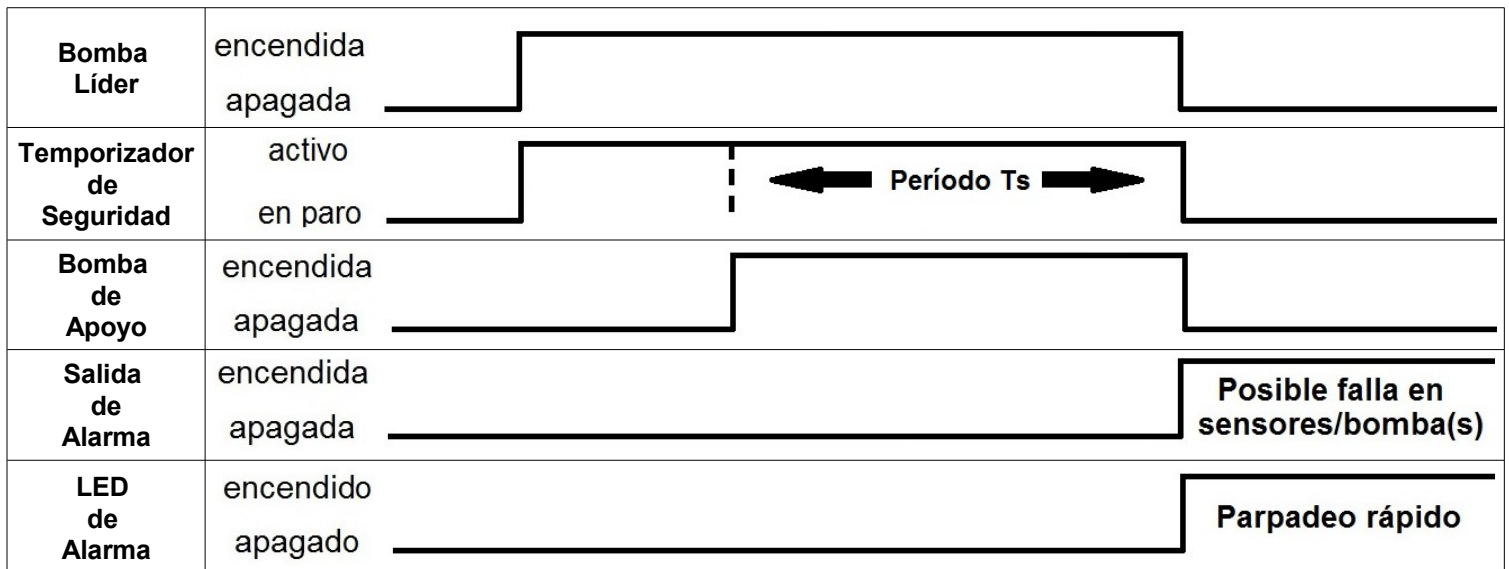 Bomba
Líder
encendida
apagada
Temporizador
de
Seguridad
activo
en paro
Período Ts
Bomba
de
Apoyo
encendida
apagada
Salida
de
Alarma
encendida
apagada
Posible falla en
sensores/bomba(s)
LED
de
Alarma
encendido
apagado
Parpadeo rápido